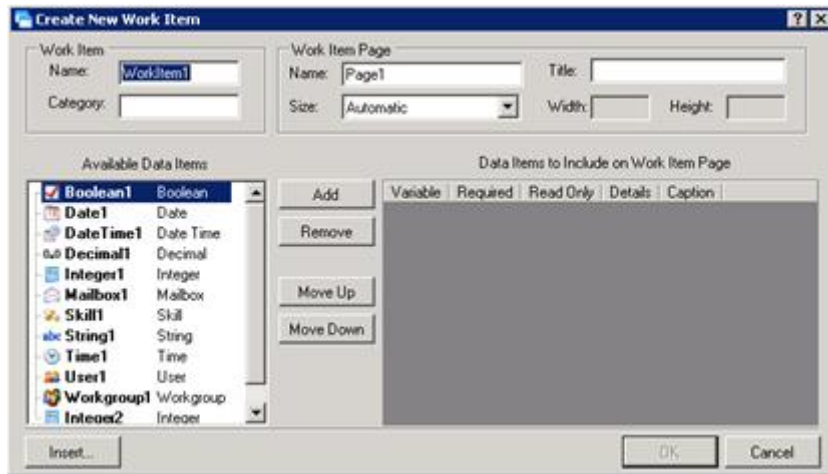 Create New Work Item
Work Item
Name: WorkItem1
Category:
Work Item Page
Name: Page1
Title:
Size: Automatic
Width:
Height:
Available Data Items
Boolean1 Boolean
Date1 Date
DateTime1 Date Time
Decimal1 Decimal
Integer1 Integer
Mailbox1 Mailbox
Skill1 Skill
abc String1 String
Time1 Time
User1 User
Workgroup1 Workgroup
Integer2 Integer
Add
Remove
Move Up
Move Down
Data Items to Include on Work Item Page
Variable Required Read Only Details Caption
Insert...
OK
Cancel